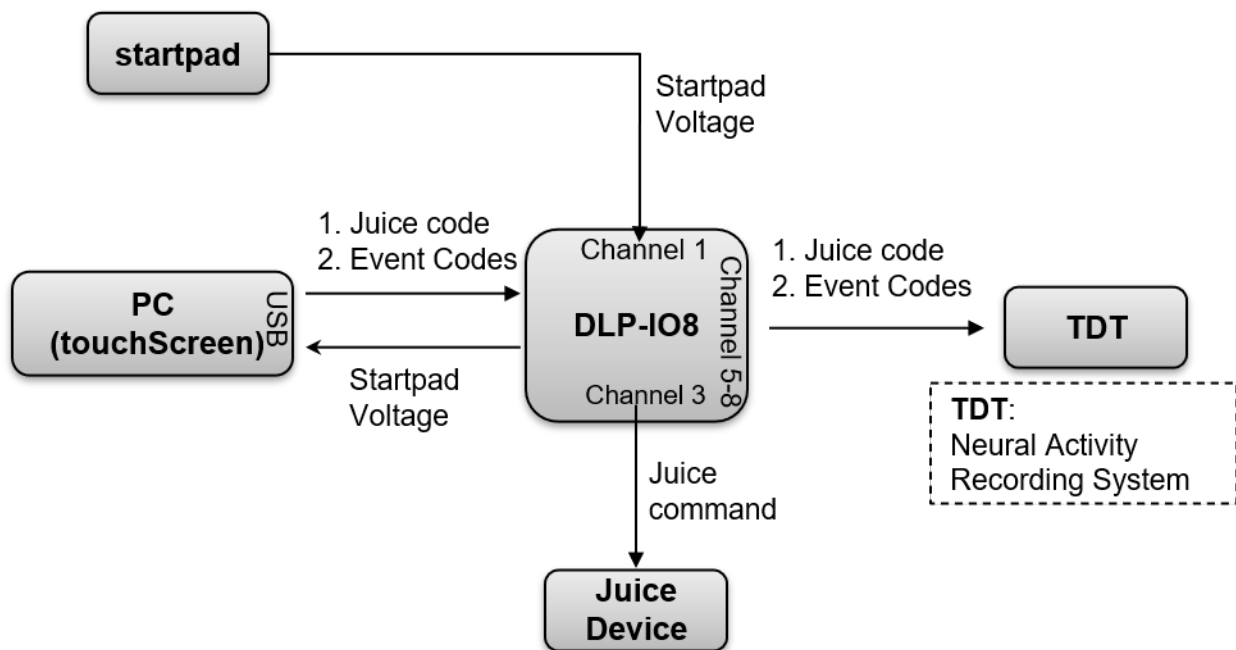 startpad
Startpad
Voltage
1. Juice code
2. Event Codes
PC
(touchScreen)
USB
Startpad
Voltage
Channel 1
DLP-IO8
Channel 3
Channel 5-8
1. Juice code
2. Event Codes
TDT
TDT:
Neural Activity
Recording System
Juice
command
Juice
Device